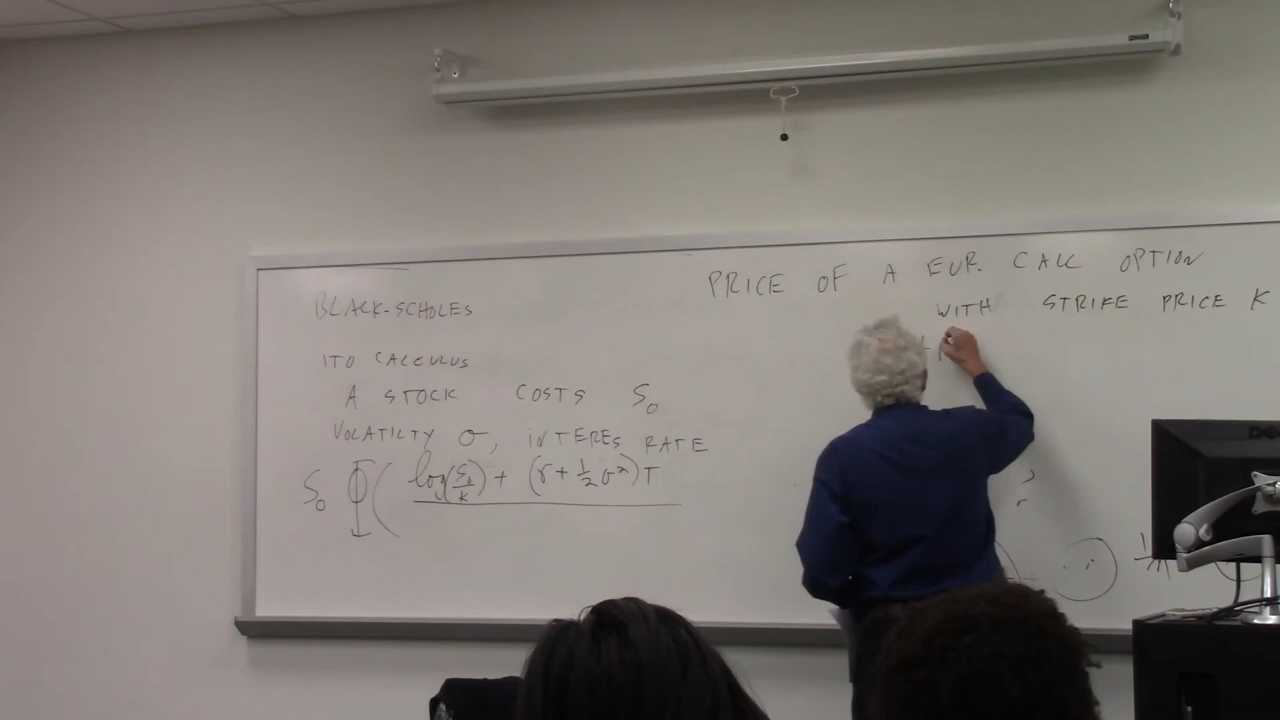 BLACK-SCHOLES
ITO CALCULUS
A STOCK COSTS S₀
VOLATILTY σ, INTERES RATE
S₀ Φ( log(S₀/K) + (r + ½σ²)T
PRICE OF A EUR. CALL OPTION
WITH STRIKE PRICE K